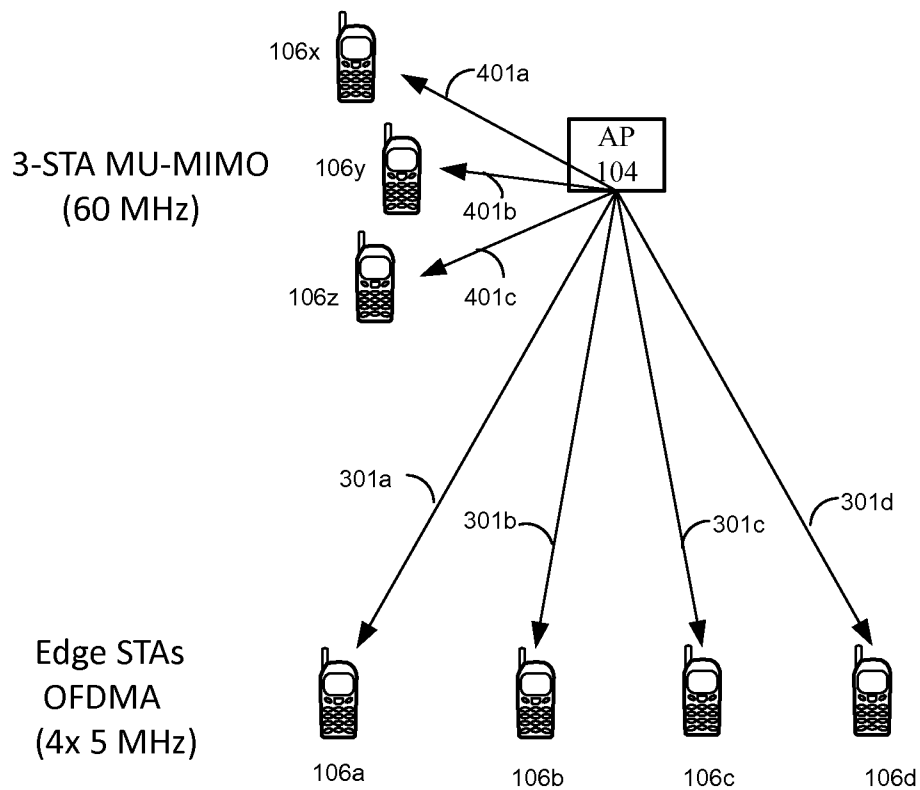 106x
401a
AP
104
3-STA MU-MIMO
(60 MHz)
106y
401b
106z
401c
301a
301b
301c
301d
Edge STAs
OFDMA
(4x 5 MHz)
106a
106b
106c
106d